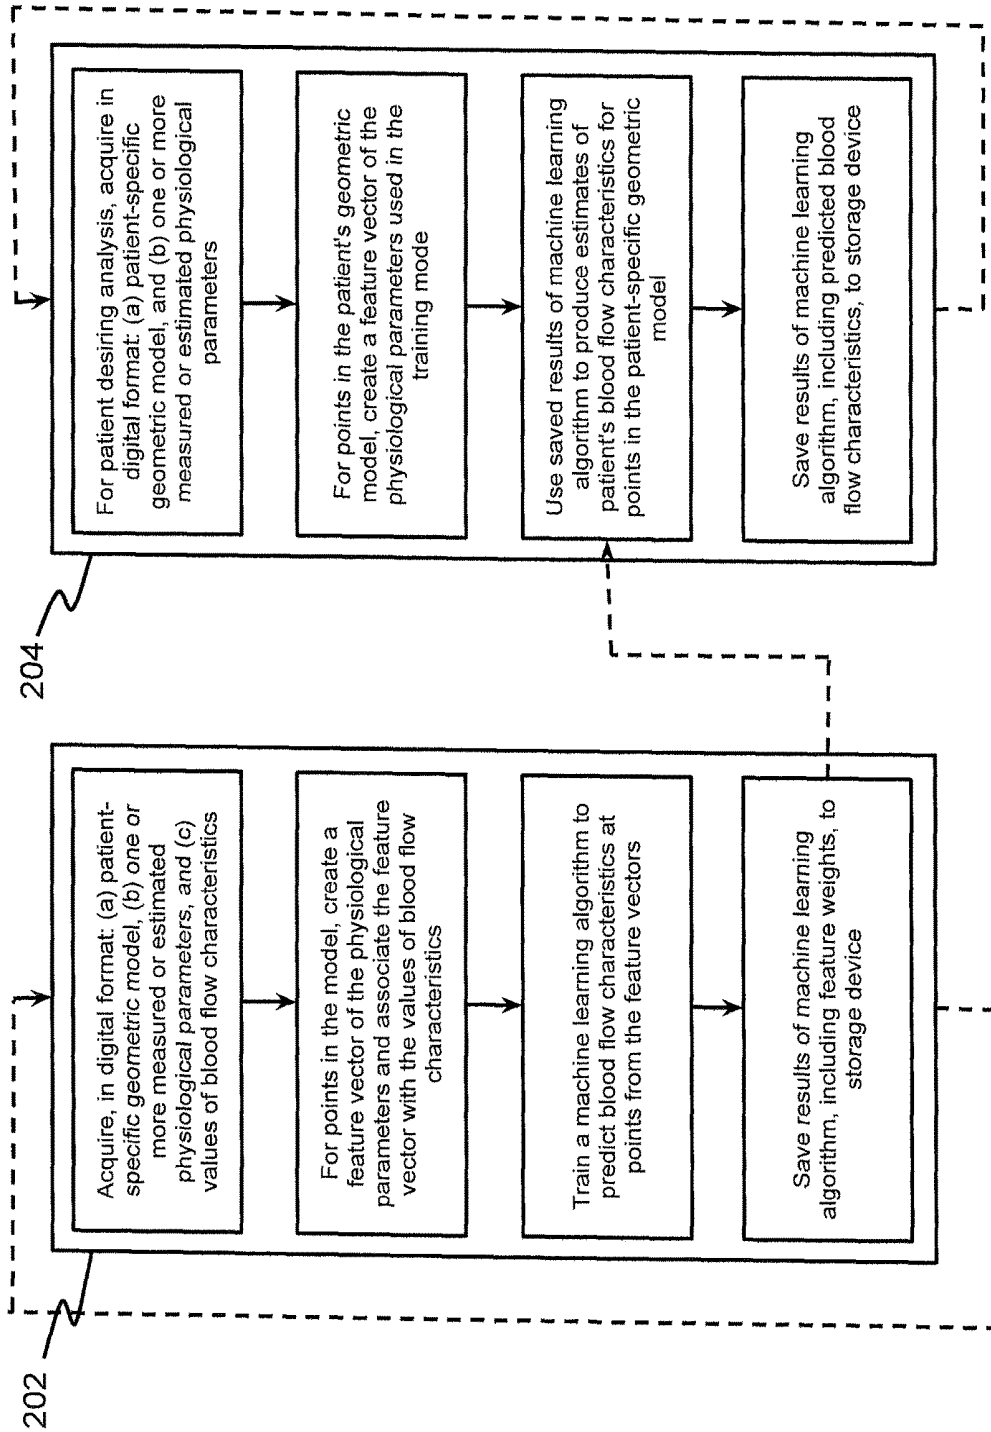 202
Acquire, in digital format: (a) patient-
specific geometric model, (b) one or
more measured or estimated
physiological parameters, and (c)
values of blood flow characteristics
For points in the model, create a
feature vector of the physiological
parameters and associate the feature
vector with the values of blood flow
characteristics
Train a machine learning algorithm to
predict blood flow characteristics at
points from the feature vectors
Save results of machine learning
algorithm, including feature weights, to
storage device
204
For patient desiring analysis, acquire in
digital format: (a) patient-specific
geometric model, and (b) one or more
measured or estimated physiological
parameters
For points in the patient's geometric
model, create a feature vector of the
physiological parameters used in the
training mode
Use saved results of machine learning
algorithm to produce estimates of
patient's blood flow characteristics for
points in the patient-specific geometric
model
Save results of machine learning
algorithm, including predicted blood
flow characteristics, to storage device